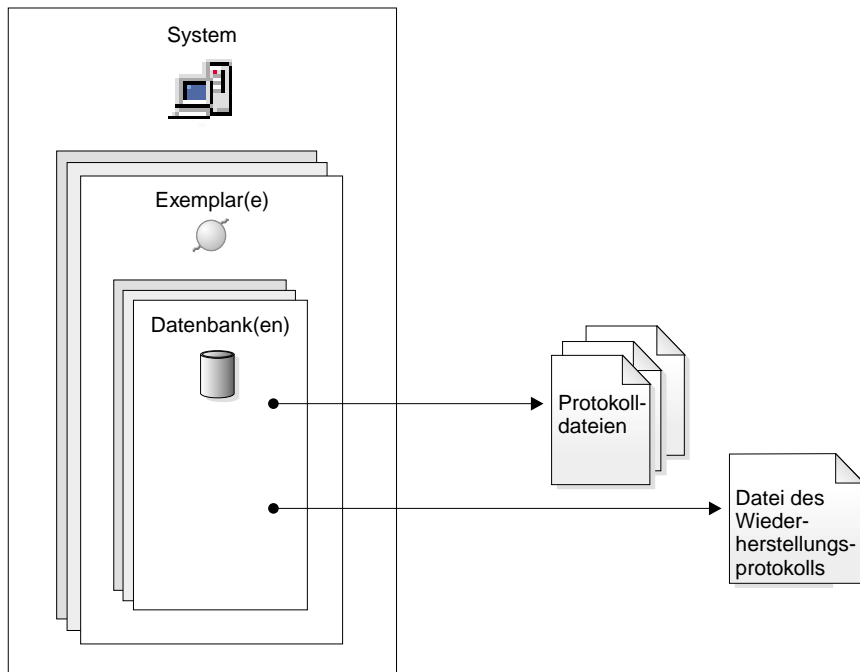 System
Exemplar(e)
Datenbank(en)
Protokoll-
dateien
Datei des
Wieder-
herstellungs-
protokolls